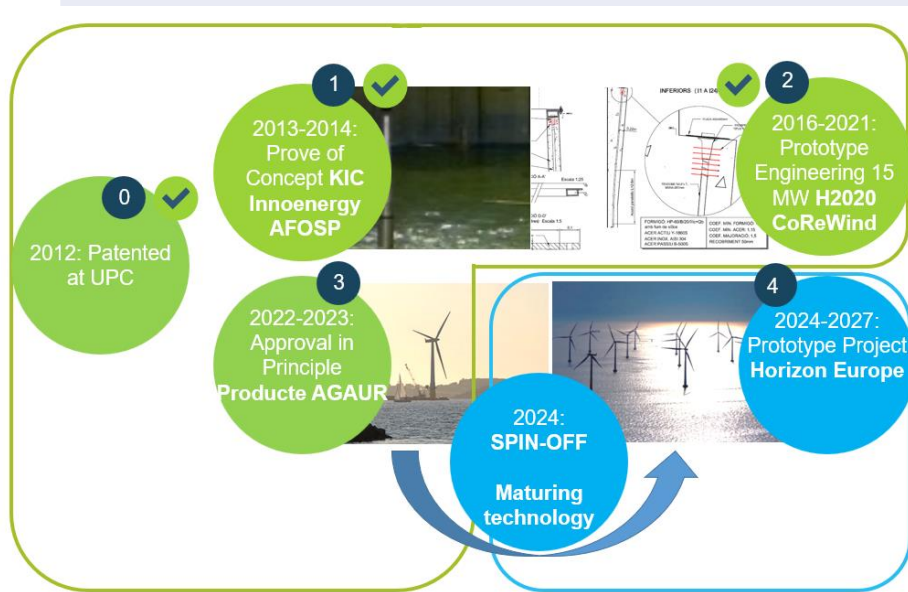 0
2012: Patented
at UPC
1
2013-2014:
Prove of
Concept KIC
Innoenergy
AFOSP
INFERIORS (I1 A I24
2
2016-2021:
Prototype
Engineering 15
MW H2020
CoReWind
3
2022-2023:
Approval in
Principle
Producte AGAUR
2024:
SPIN-OFF
Maturing
technology
4
2024-2027:
Prototype Project
Horizon Europe